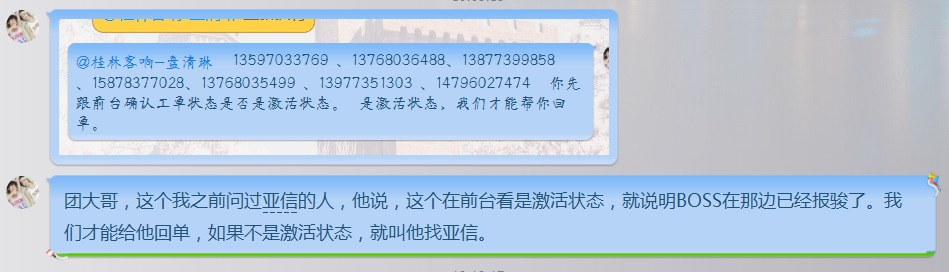 @桂林客响-盘清琳 13597033769 、13768036488、13877399858
、15878377028、13768035499 、13977351303 、14796027474 你先
跟前台确认工单状态是否是激活状态。 是激活状态，我们才能帮你回
单。
团大哥，这个我之前问过亚信的人，他说，这个在前台看是激活状态，就说明BOSS在那边已经报骏了。我
们才能给他回单，如果不是激活状态，就叫他找亚信。